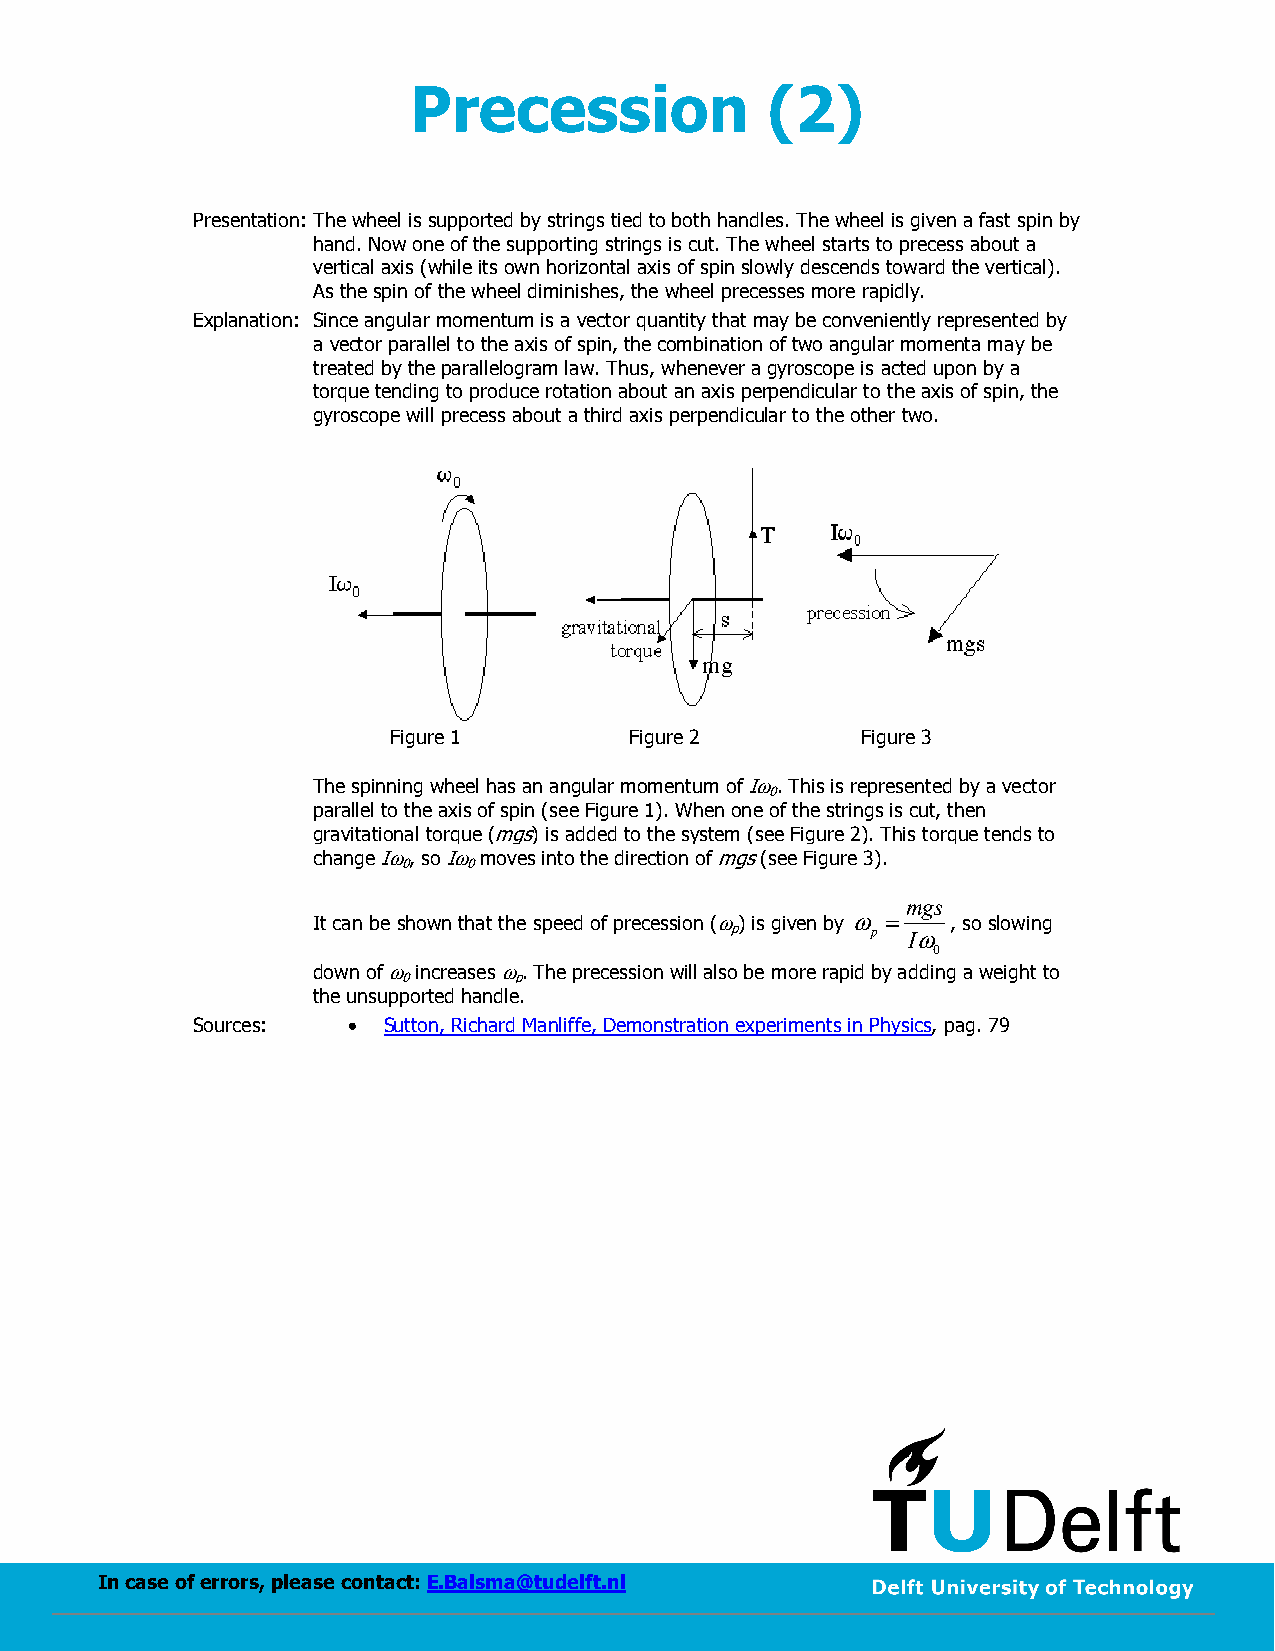 Precession (2)
Presentation: The wheel is supported by strings tied to both handles. The wheel is given a fast spin by
hand. Now one of the supporting strings is cut. The wheel starts to precess about a
vertical axis (while its own horizontal axis of spin slowly descends toward the vertical).
As the spin of the wheel diminishes, the wheel precesses more rapidly.
Explanation: Since angular momentum is a vector quantity that may be conveniently represented by
a vector parallel to the axis of spin, the combination of two angular momenta may be
treated by the parallelogram law. Thus, whenever a gyroscope is acted upon by a
torque tending to produce rotation about an axis perpendicular to the axis of spin, the
gyroscope will precess about a third axis perpendicular to the other two.
ω0
Iω0
T
s
gravitational
torque
mg
Iω0
precession
mgs
Figure 1 Figure 2 Figure 3
The spinning wheel has an angular momentum of Iω0. This is represented by a vector
parallel to the axis of spin (see Figure 1). When one of the strings is cut, then
gravitational torque (mgs) is added to the system (see Figure 2). This torque tends to
change Iω0, so Iω0 moves into the direction of mgs (see Figure 3).
It can be shown that the speed of precession (ωp) is given by ωp = mgs / Iω0, so slowing
down of ω0 increases ωp. The precession will also be more rapid by adding a weight to
the unsupported handle.
Sources: • Sutton, Richard Manliffe, Demonstration experiments in Physics, pag. 79
TUDelft
In case of errors, please contact: E.Balsma@tudelft.nl
Delft University of Technology